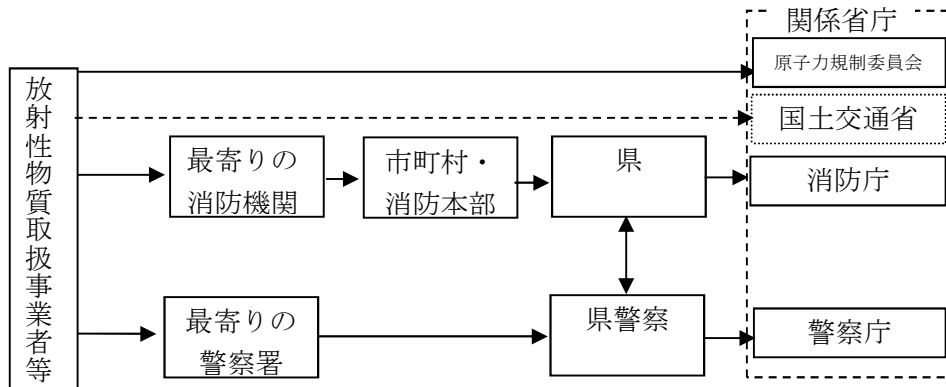 関係省庁
原子力規制委員会
国土交通省
放射性物質取扱事業者等
最寄りの
消防機関
市町村・
消防本部
県
消防庁
最寄りの
警察署
県警察
警察庁